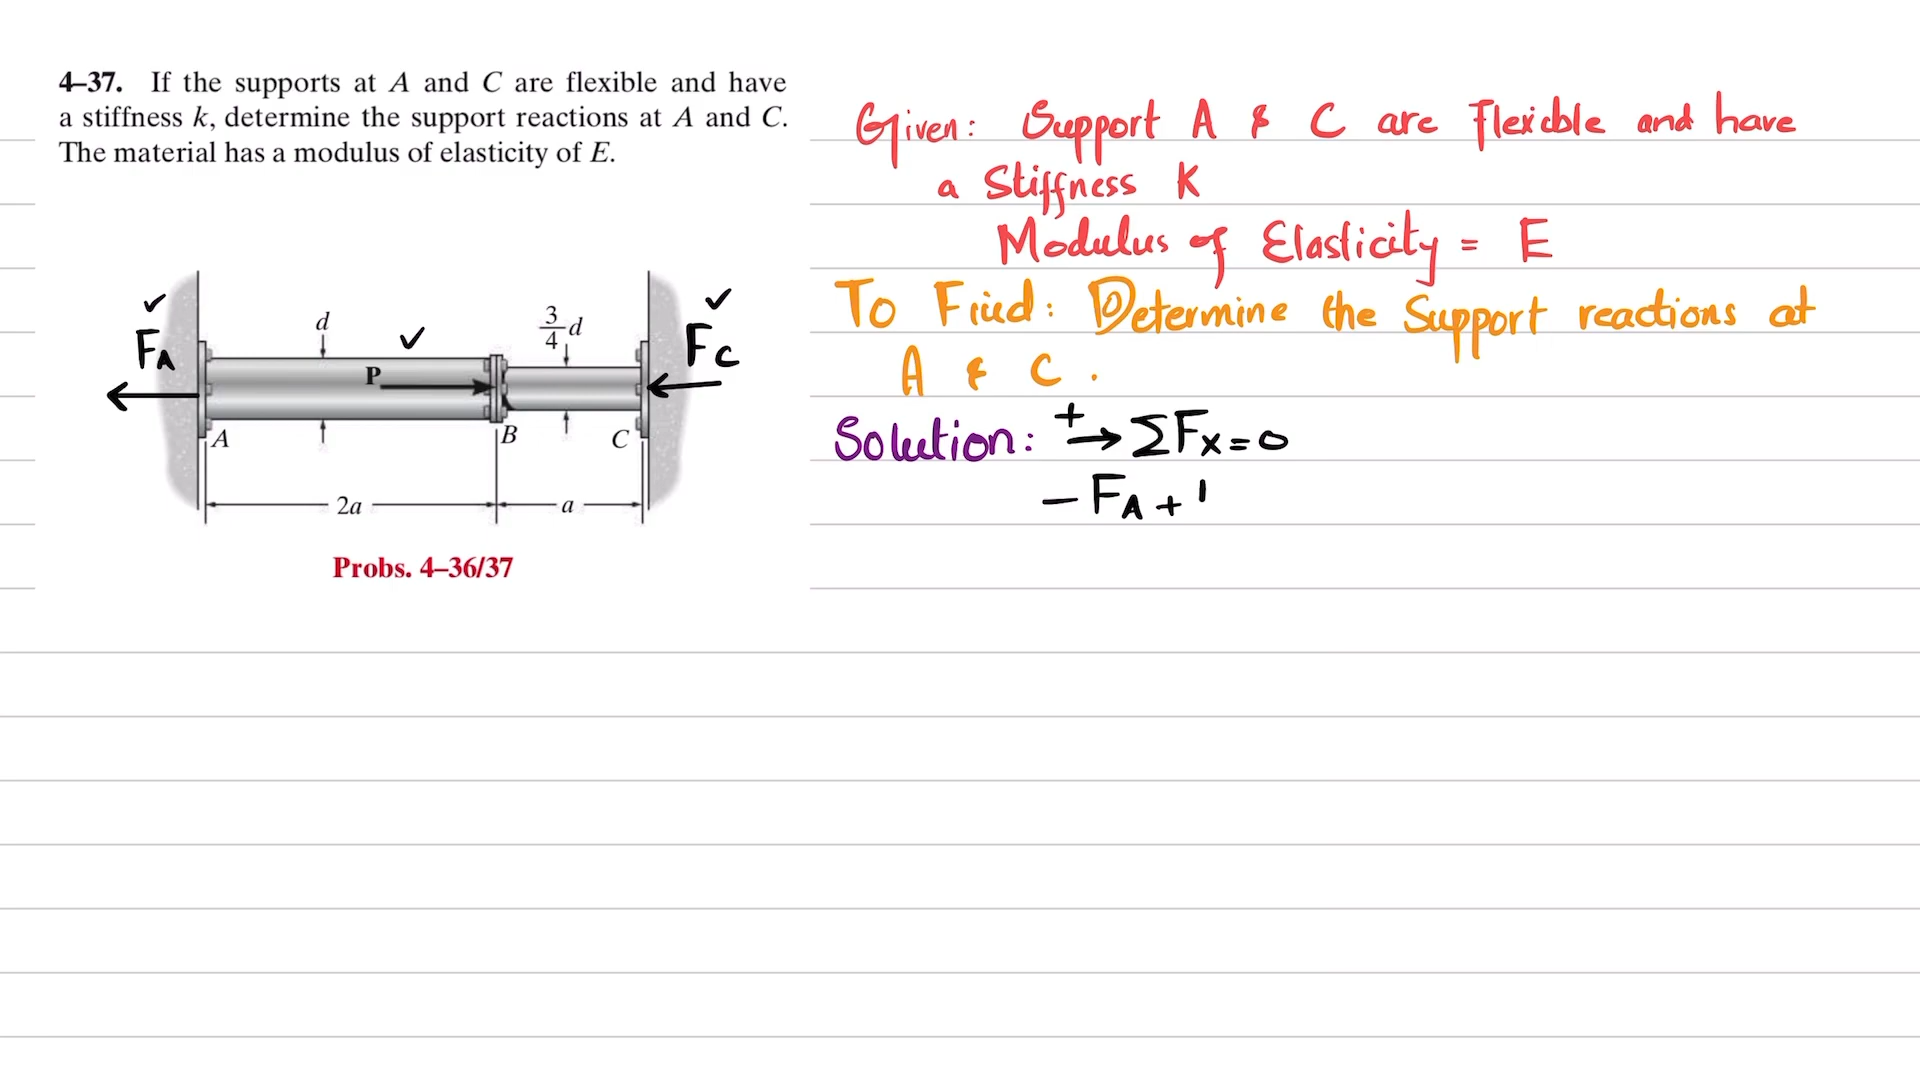 4–37. If the supports at A and C are flexible and have
a stiffness k, determine the support reactions at A and C.
The material has a modulus of elasticity of E.
Given: Support A & C are Flexible and have
a Stiffness K
Modulus of Elasticity = E
To Find: Determine the Support reactions at
A & C.
Solution: +→ ΣFx=0
-FA +
✓ FA
d
✓
3/4 d
✓ FC
P
A
B
C
2a
a
Probs. 4–36/37